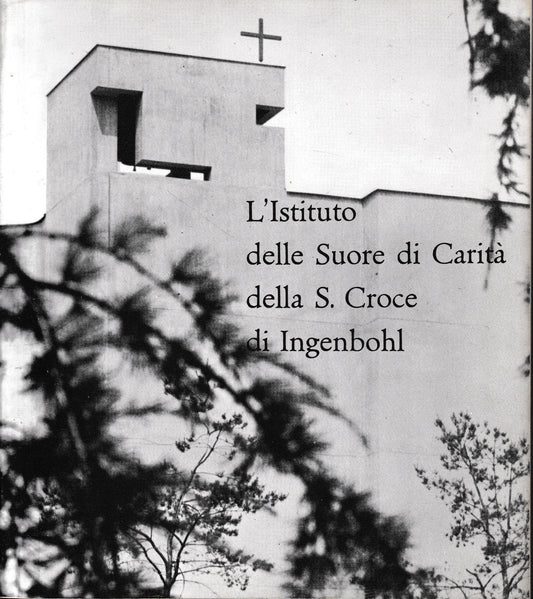 L'Istituto
delle Suore di Carità
della S. Croce
di Ingenbohl